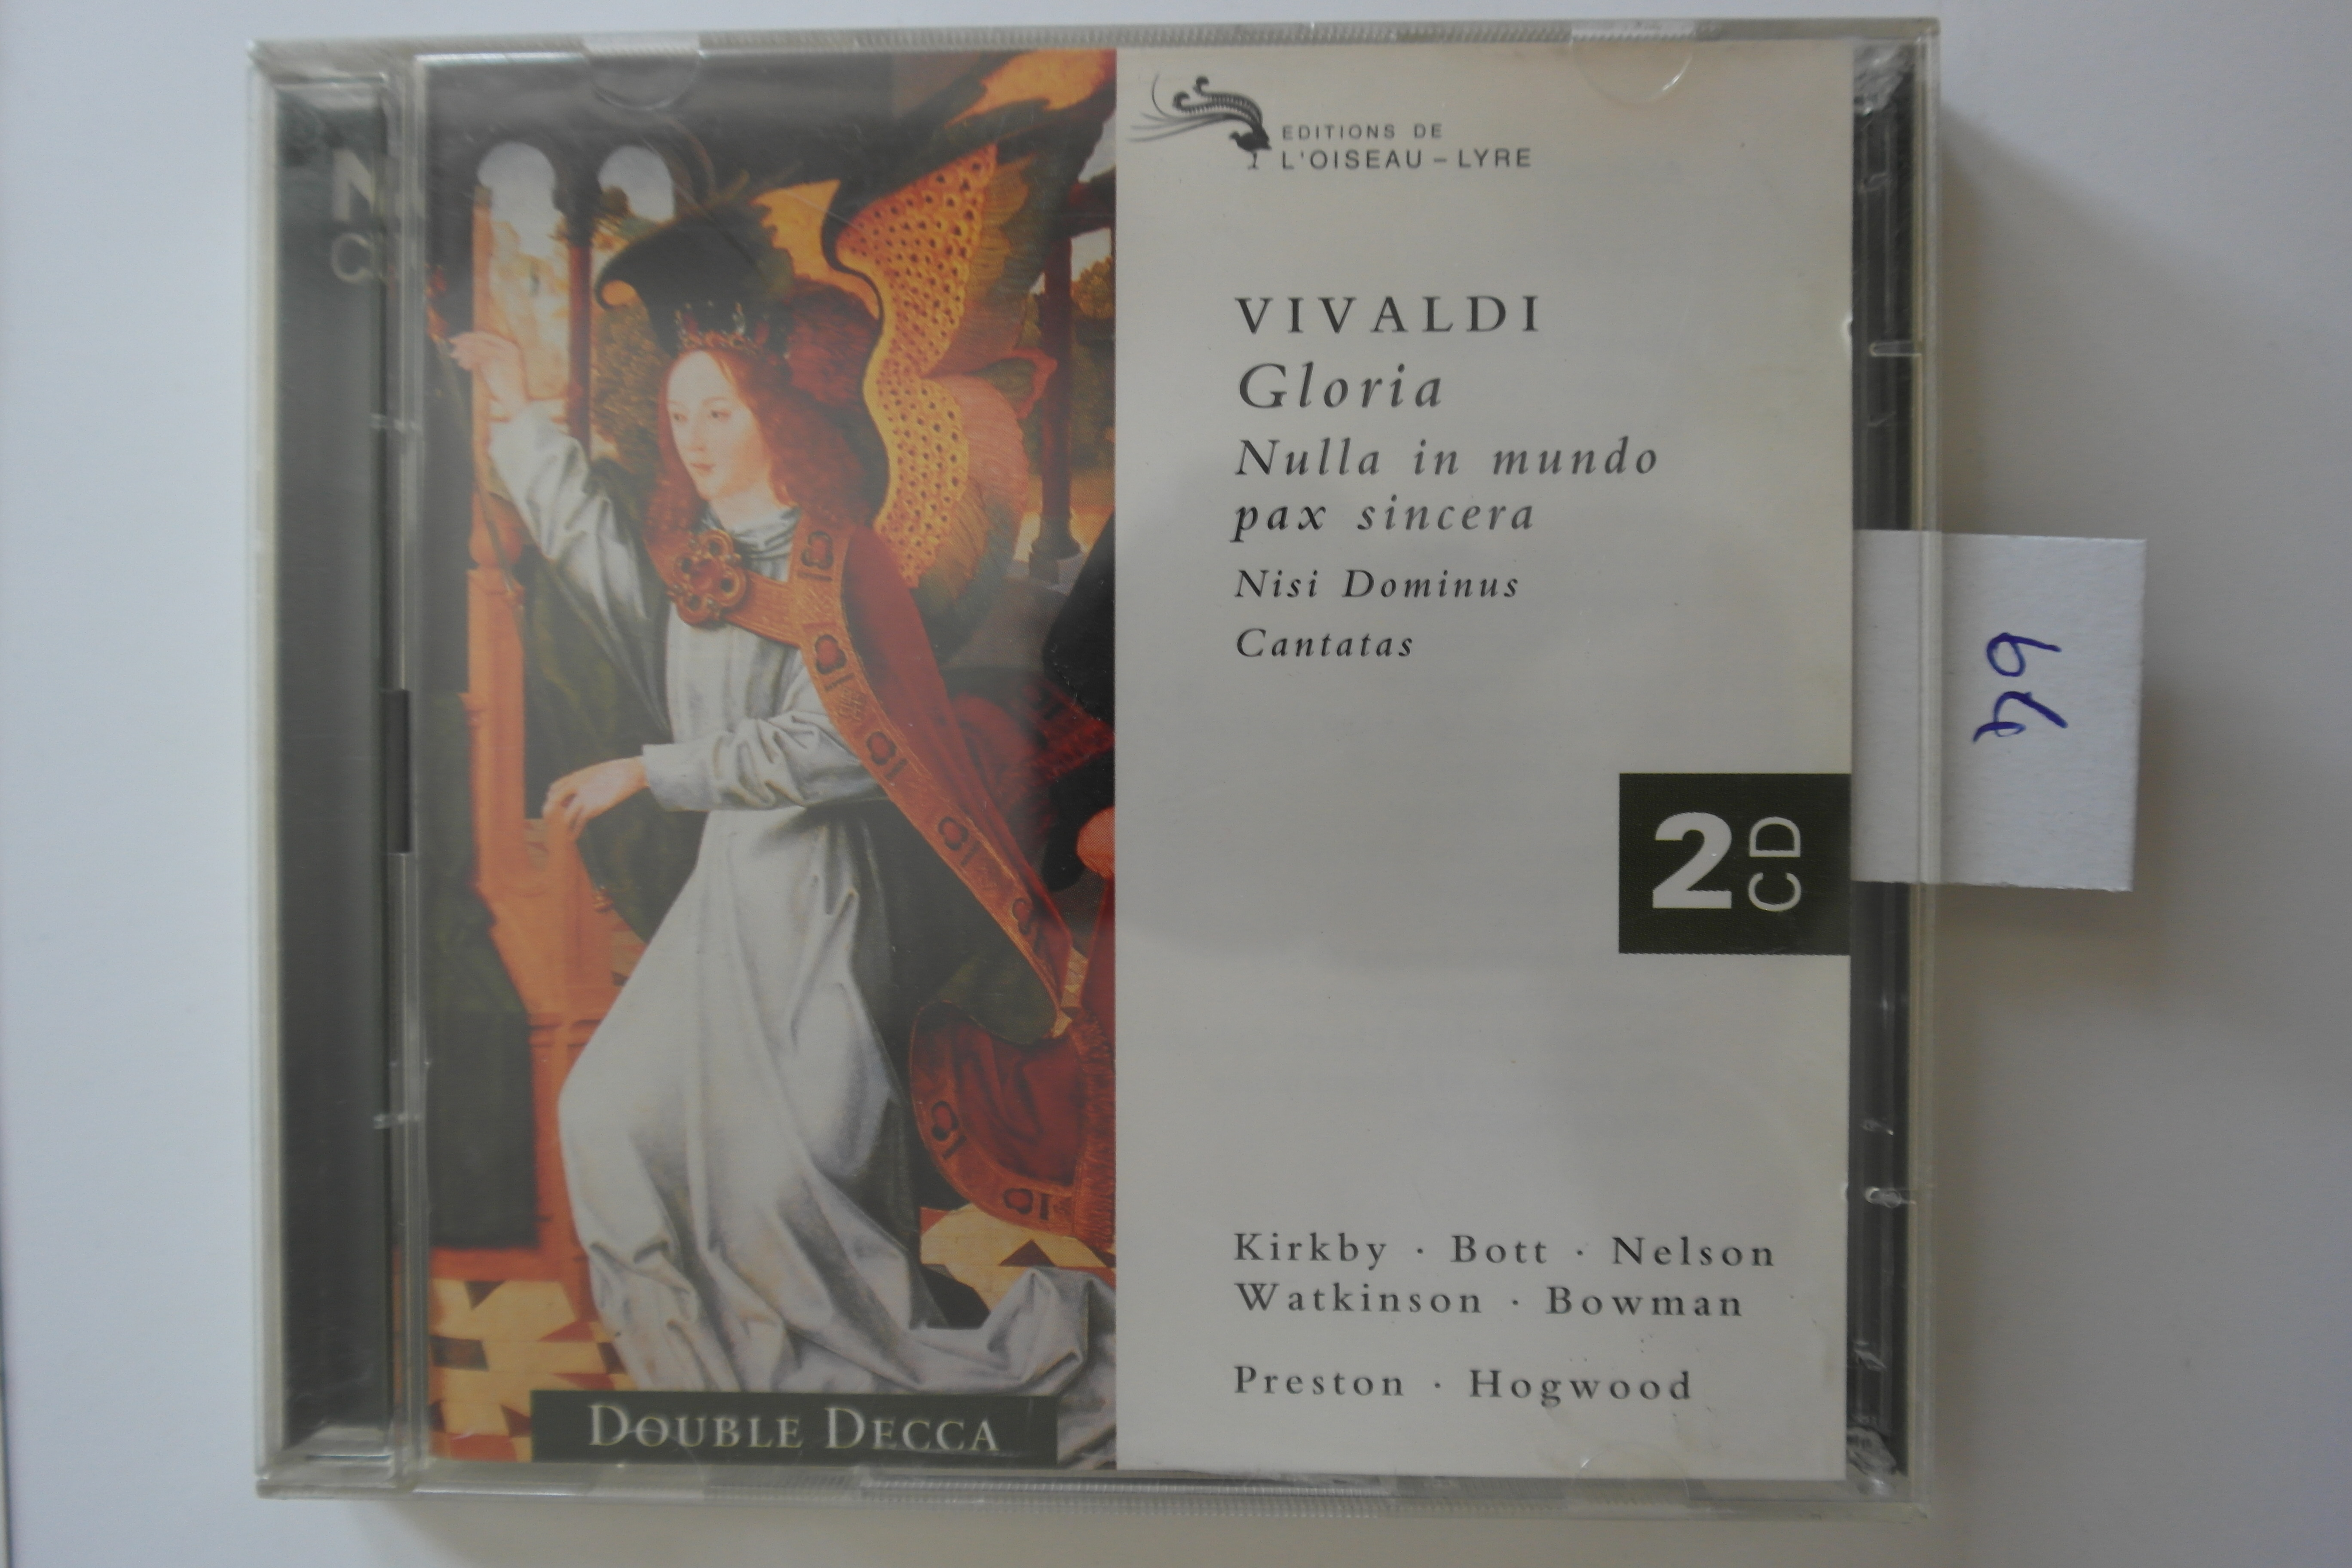 EDITIONS DE
L'OISEAU-LYRE
VIVALDI
Gloria
Nulla in mundo
pax sincera
Nisi Dominus
Cantatas
2 CD
Kirkby · Bott · Nelson
Watkinson · Bowman
Preston · Hogwood
DOUBLE DECCA